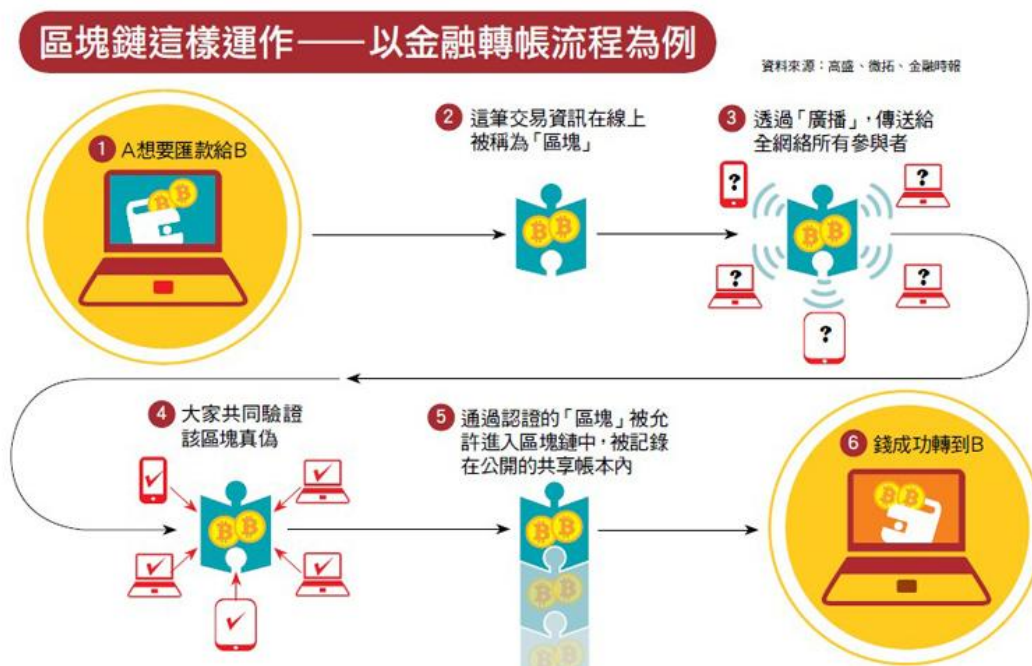 區塊鏈這樣運作——以金融轉帳流程為例
資料來源：高盛、微拓、金融時報
1 A想要匯款給B
2 這筆交易資訊在線上
被稱為「區塊」
3 透過「廣播」，傳送給
全網絡所有參與者
?
?
?
?
?
4 大家共同驗證
該區塊真偽
5 通過認證的「區塊」被允
許進入區塊鏈中，被記錄
在公開的共享帳本內
6 錢成功轉到B